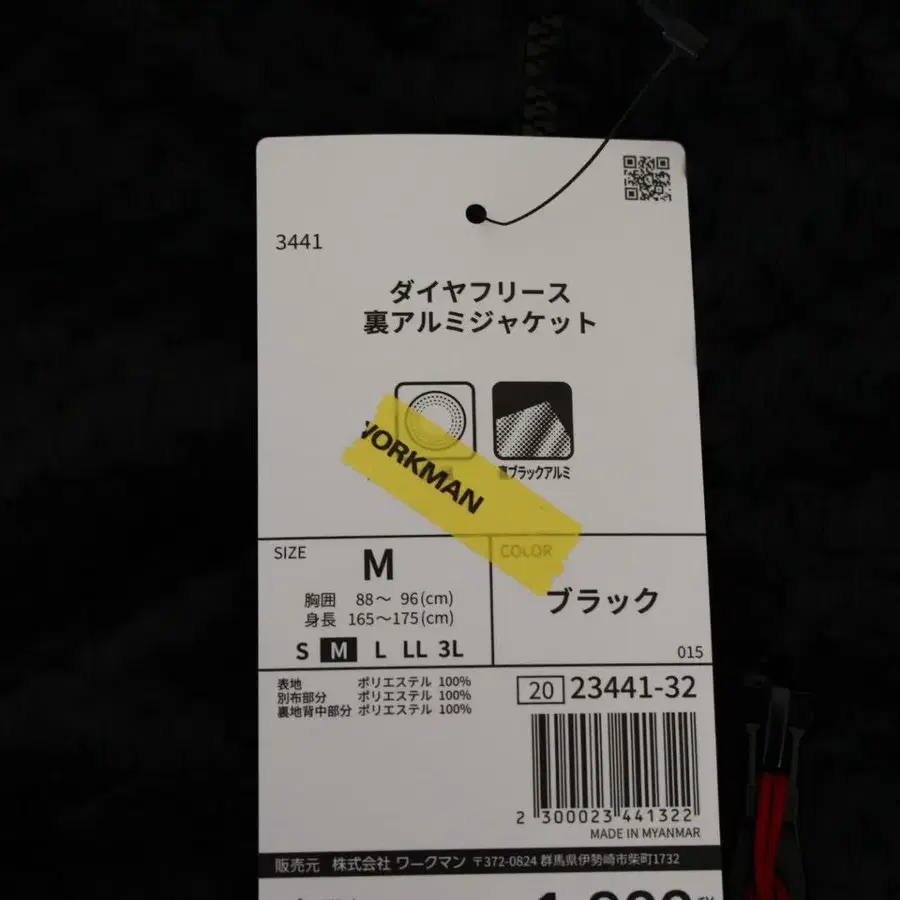 3441
ダイヤフリース
裏アルミジャケット
WORKMAN
裏ブラックアルミ
SIZE
M
胸囲 88〜 96(cm)
身長 165〜175(cm)
S M L LL 3L
COLOR
ブラック
015
表地 ポリエステル 100%
別布部分 ポリエステル 100%
裏地背中部分 ポリエステル 100%
20 23441-32
2 300023 441322
MADE IN MYANMAR
販売元 株式会社 ワークマン 〒372-0824 群馬県伊勢崎市柴町1732